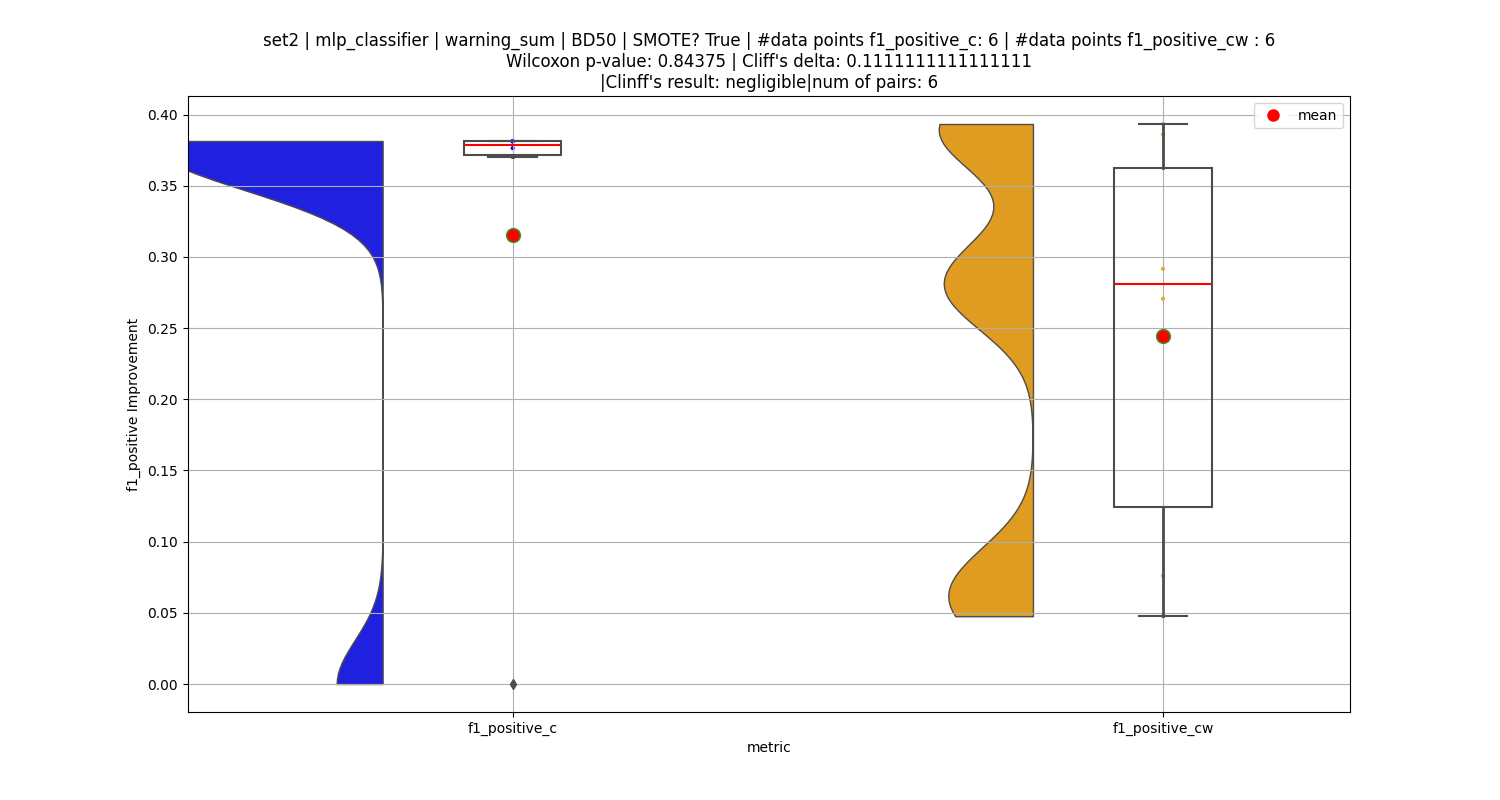 set2 | mlp_classifier | warning_sum | BD50 | SMOTE? True | #data points f1_positive_c: 6 | #data points f1_positive_cw : 6
Wilcoxon p-value: 0.84375 | Cliff's delta: 0.1111111111111111
|Clinff's result: negligible|num of pairs: 6
mean
0.40
0.35
0.30
0.25
0.20
0.15
0.10
0.05
0.00
f1_positive Improvement
f1_positive_c
f1_positive_cw
metric